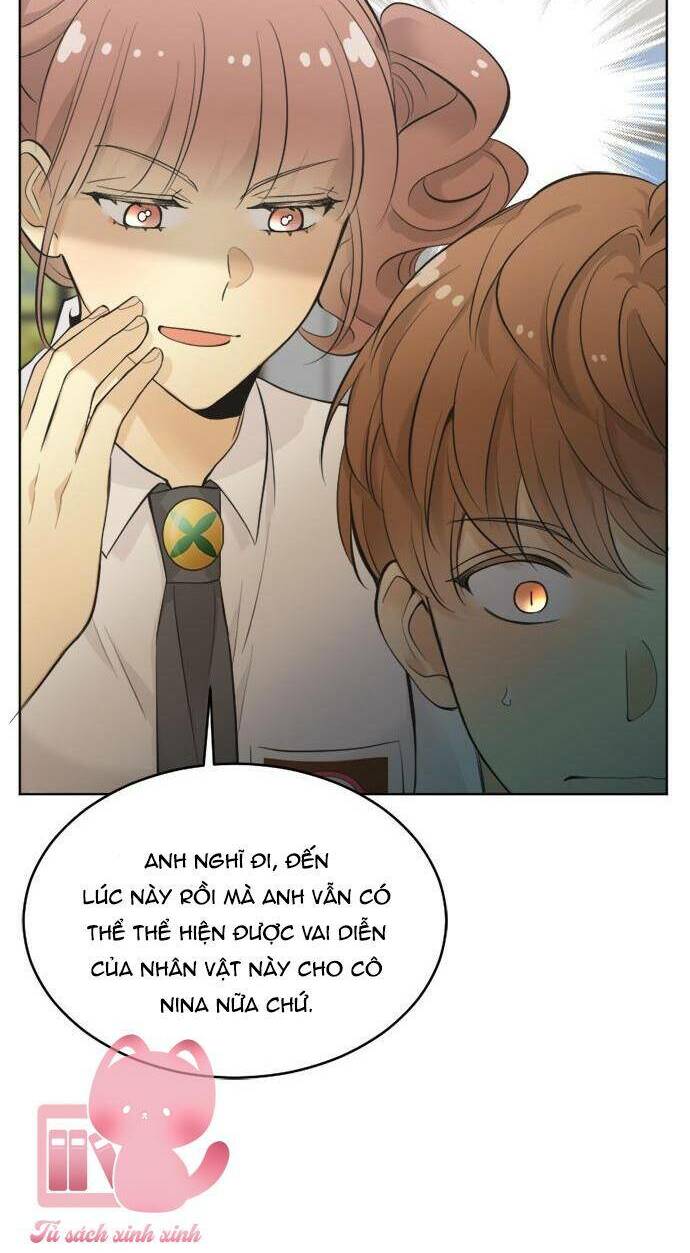 ANH NGHĨ ĐI, ĐẾN
LÚC NÀY RỒI MÀ ANH VẪN CÓ
THỂ THỂ HIỆN ĐƯỢC VAI DIỄN
CỦA NHÂN VẬT NÀY CHO CÔ
NINA NỮA CHỨ.
Tủ sách xinh xinh